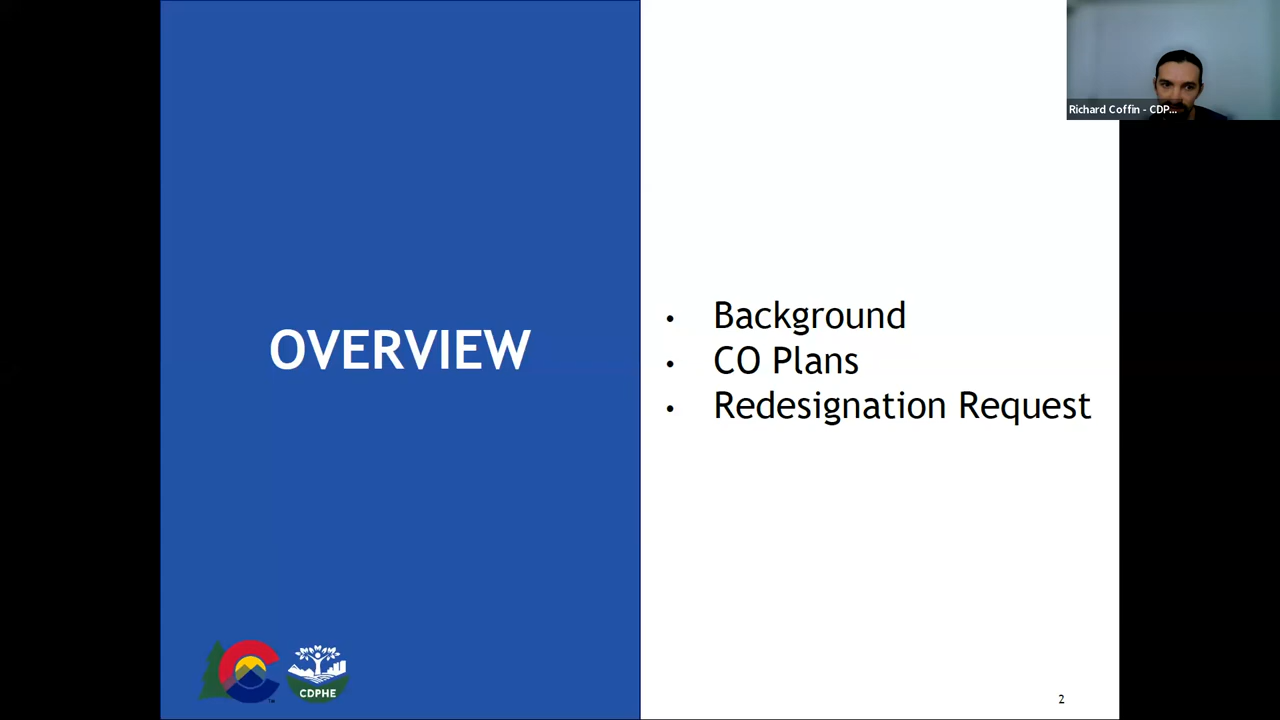 Richard Coffin - CDP...
OVERVIEW
• Background
• CO Plans
• Redesignation Request
CDPHE
2